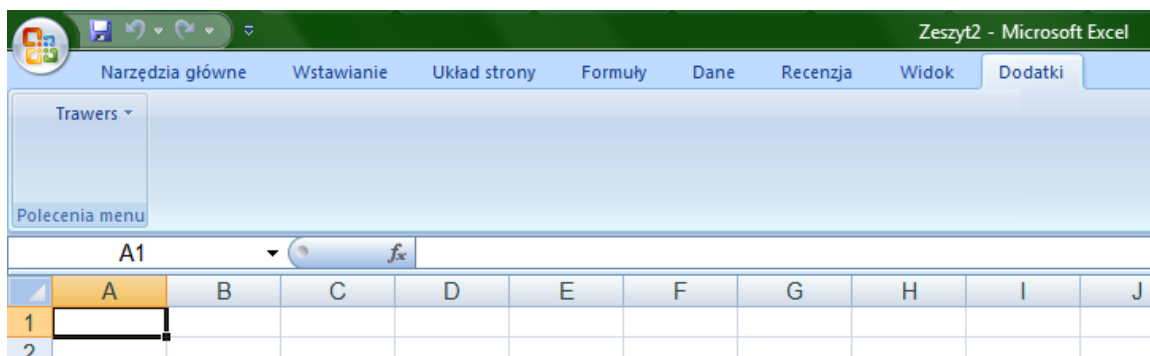 Zeszyt2 - Microsoft Excel
Narzędzia główne Wstawianie Układ strony Formuły Dane Recenzja Widok Dodatki
Trawers
Polecenia menu
A1 fx
A B C D E F G H I J
1
2